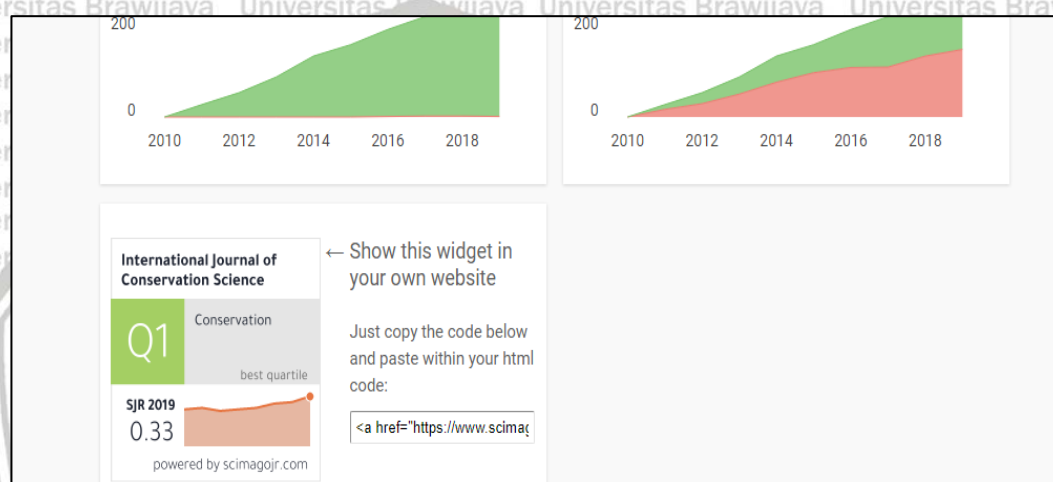 Universitas Brawijaya Universitas Brawijaya Universitas Brawijaya Universitas
200
0
2010 2012 2014 2016 2018
200
0
2010 2012 2014 2016 2018
International Journal of
Conservation Science
Q1
Conservation
best quartile
SJR 2019
0.33
powered by scimagojr.com
← Show this widget in
your own website
Just copy the code below
and paste within your html
code:
<a href="https://www.scimag